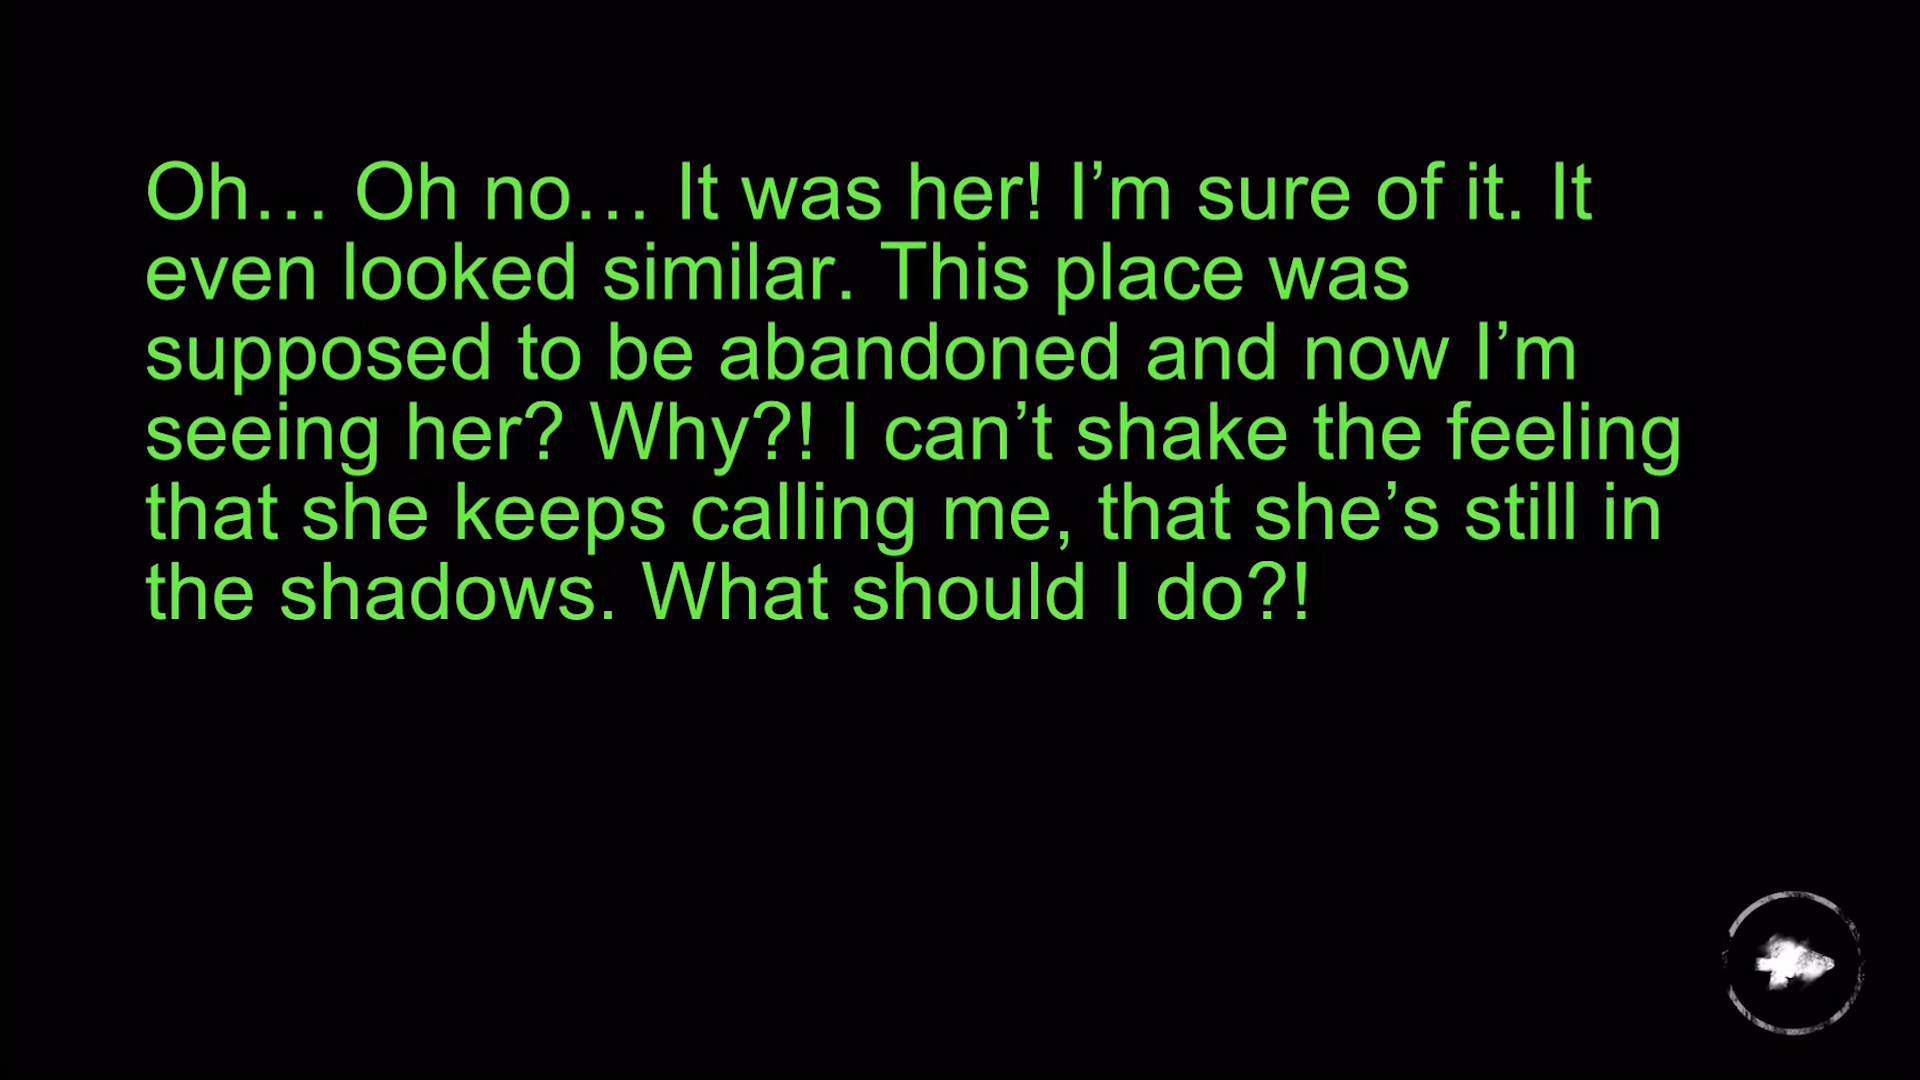 Oh… Oh no… It was her! I’m sure of it. It
even looked similar. This place was
supposed to be abandoned and now I’m
seeing her? Why?! I can’t shake the feeling
that she keeps calling me, that she’s still in
the shadows. What should I do?!